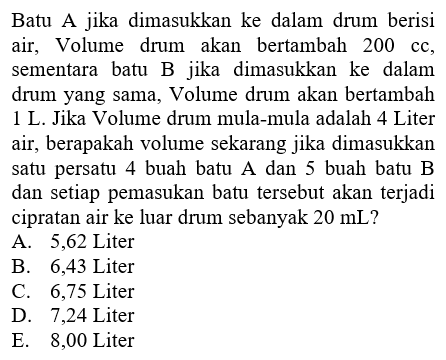 Batu A jika dimasukkan ke dalam drum berisi
air, Volume drum akan bertambah 200 cc,
sementara batu B jika dimasukkan ke dalam
drum yang sama, Volume drum akan bertambah
1 L. Jika Volume drum mula-mula adalah 4 Liter
air, berapakah volume sekarang jika dimasukkan
satu persatu 4 buah batu A dan 5 buah batu B
dan setiap pemasukan batu tersebut akan terjadi
cipratan air ke luar drum sebanyak 20 mL?
A. 5,62 Liter
B. 6,43 Liter
C. 6,75 Liter
D. 7,24 Liter
E. 8,00 Liter